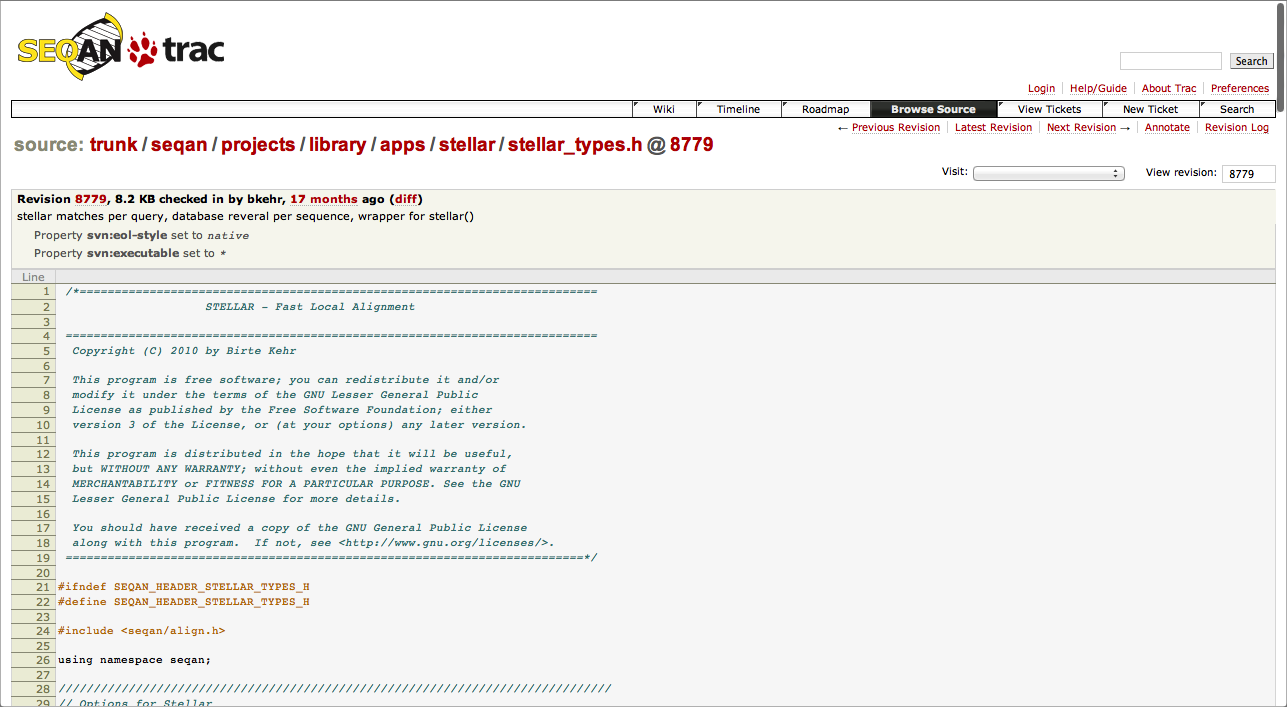 SEQAN trac
Search
Login Help/Guide About Trac Preferences
Wiki Timeline Roadmap Browse Source View Tickets New Ticket Search
← Previous Revision Latest Revision Next Revision → Annotate Revision Log
source: trunk / seqan / projects / library / apps / stellar / stellar_types.h @ 8779
Visit: View revision: 8779
Revision 8779, 8.2 KB checked in by bkehr, 17 months ago (diff)
stellar matches per query, database reveral per sequence, wrapper for stellar()
Property svn:eol-style set to native
Property svn:executable set to *
Line
1 /*==========================================================================
2 STELLAR - Fast Local Alignment
3
4 ============================================================================
5 Copyright (C) 2010 by Birte Kehr
6
7 This program is free software; you can redistribute it and/or
8 modify it under the terms of the GNU Lesser General Public
9 License as published by the Free Software Foundation; either
10 version 3 of the License, or (at your options) any later version.
11
12 This program is distributed in the hope that it will be useful,
13 but WITHOUT ANY WARRANTY; without even the implied warranty of
14 MERCHANTABILITY or FITNESS FOR A PARTICULAR PURPOSE. See the GNU
15 Lesser General Public License for more details.
16
17 You should have received a copy of the GNU General Public License
18 along with this program.  If not, see <http://www.gnu.org/licenses/>.
19 ==========================================================================*/
20
21 #ifndef SEQAN_HEADER_STELLAR_TYPES_H
22 #define SEQAN_HEADER_STELLAR_TYPES_H
23
24 #include <seqan/align.h>
25
26 using namespace seqan;
27
28 ///////////////////////////////////////////////////////////////////////////////
29 // Options for Stellar